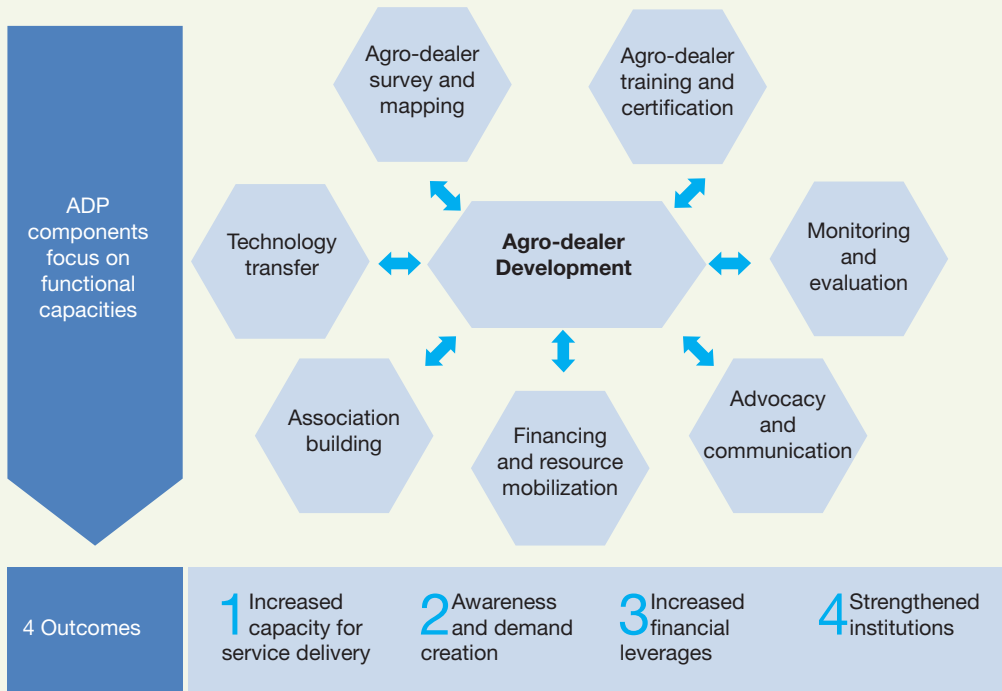 ADP
components
focus on
functional
capacities
Agro-dealer
survey and
mapping
Agro-dealer
training and
certification
Technology
transfer
Agro-dealer
Development
Monitoring
and
evaluation
Association
building
Financing
and resource
mobilization
Advocacy
and
communication
4 Outcomes
1 Increased
capacity for
service delivery
2 Awareness
and demand
creation
3 Increased
financial
leverages
4 Strengthened
institutions